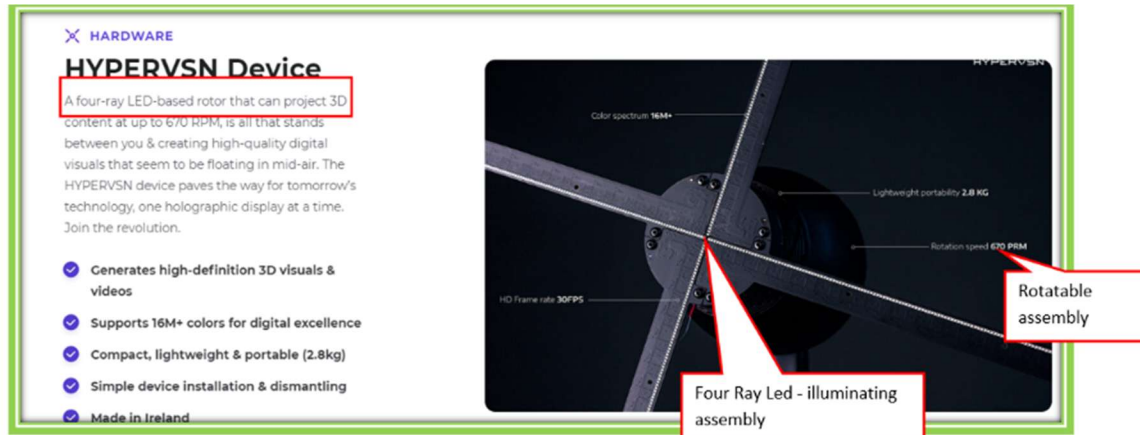 HARDWARE
HYPERVSN Device
A four-ray LED-based rotor that can project 3D
content at up to 670 RPM, is all that stands
between you & creating high-quality digital
visuals that seem to be floating in mid-air. The
HYPERVSN device paves the way for tomorrow's
technology, one holographic display at a time.
Join the revolution.
Generates high-definition 3D visuals &
videos
Supports 16M+ colors for digital excellence
Compact, lightweight & portable (2.8kg)
Simple device installation & dismantling
Made in Ireland
HYPERVSN
Color spectrum 16M+
Lightweight portability 2.8 KG
Rotation speed 670 PRM
HD Frame rate 30FPS
Rotatable
assembly
Four Ray Led - illuminating
assembly